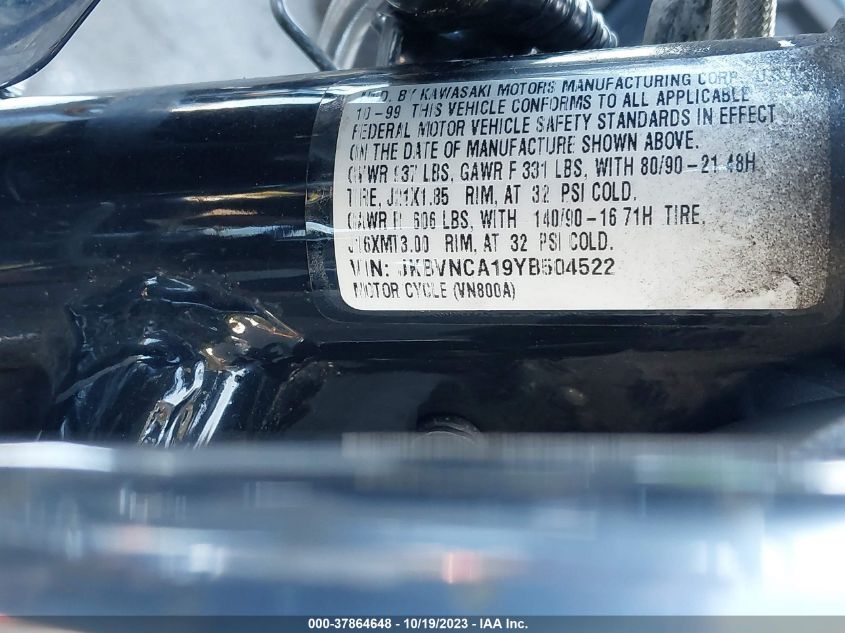 MFD. BY KAWASAKI MOTORS MANUFACTURING CORP., U.S.A.
10-99 THIS VEHICLE CONFORMS TO ALL APPLICABLE
FEDERAL MOTOR VEHICLE SAFETY STANDARDS IN EFFECT
ON THE DATE OF MANUFACTURE SHOWN ABOVE.
GVWR 937 LBS, GAWR F 331 LBS, WITH 80/90-21 48H
TIRE, J21X1.85 RIM, AT 32 PSI COLD.
GAWR R 606 LBS, WITH 140/90-16 71H TIRE,
J16XMT3.00 RIM, AT 32 PSI COLD.
VIN: JKBVNCA19YB504522
MOTOR CYCLE (VN800A)
000-37864648 - 10/19/2023 - IAA Inc.